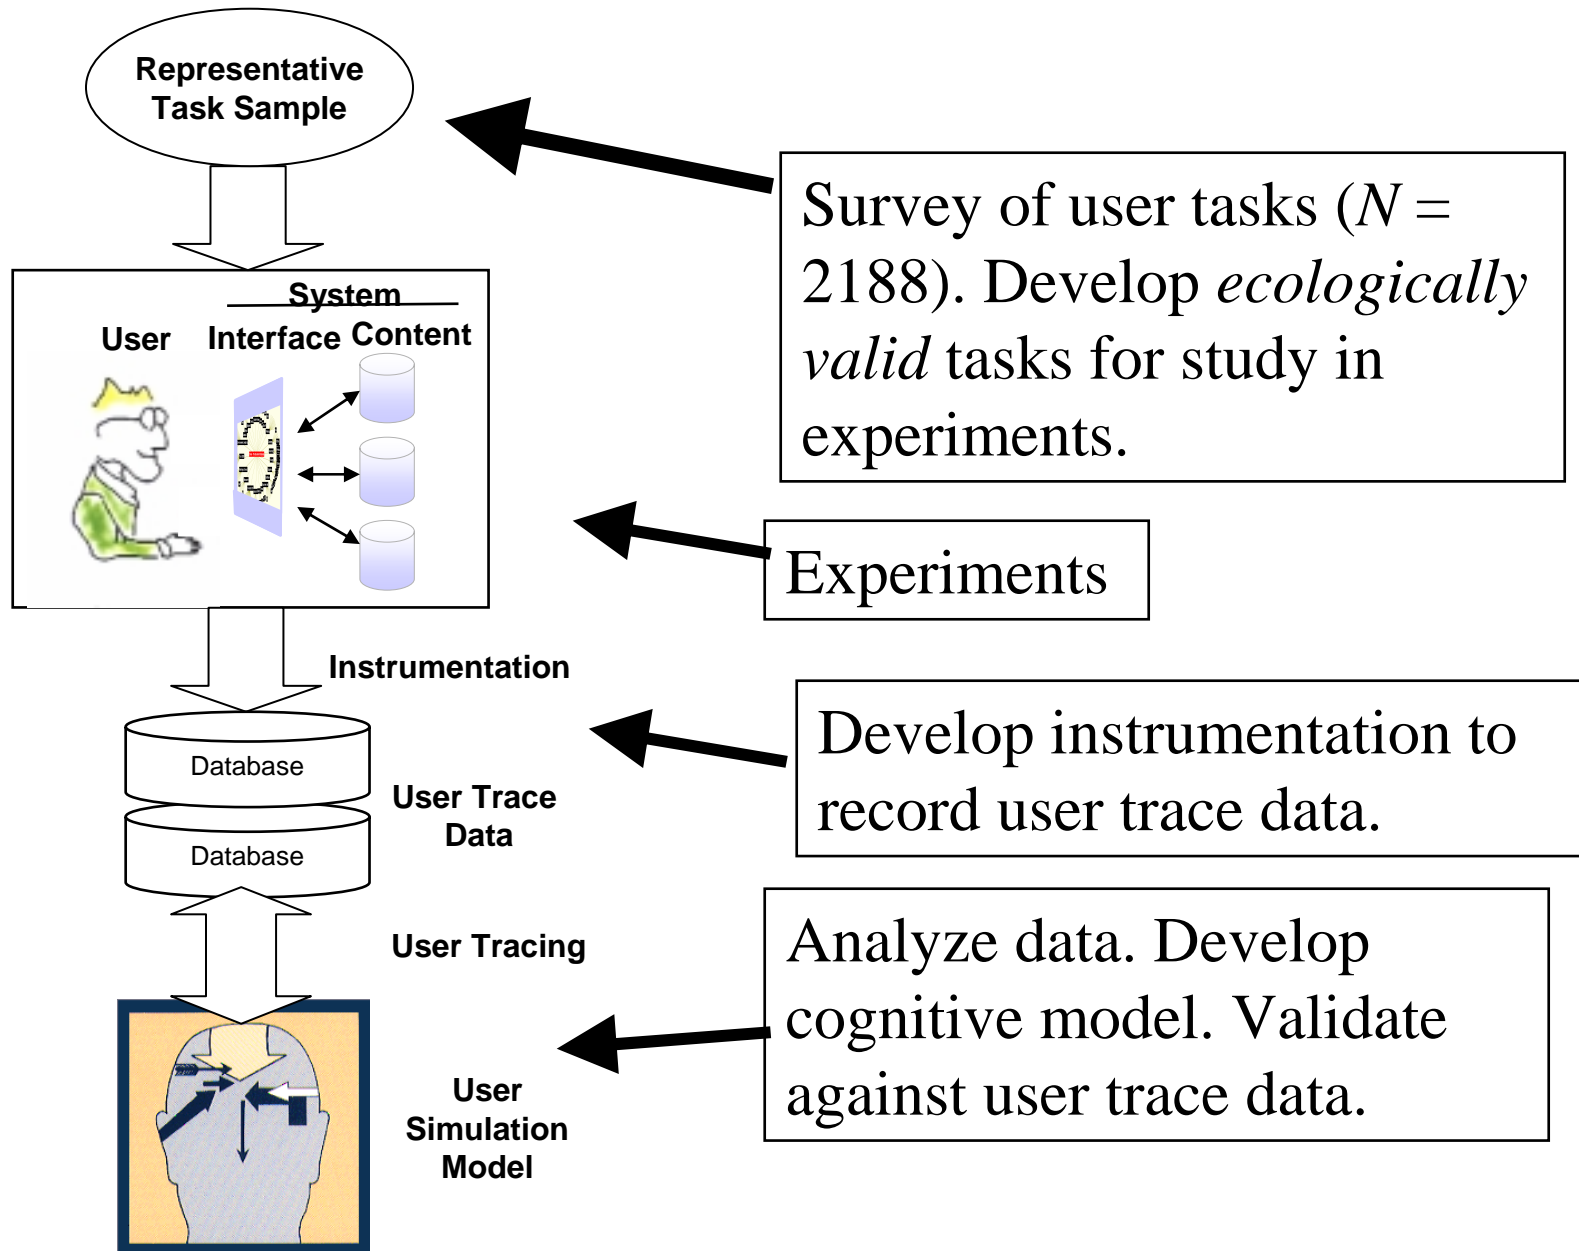 Representative
Task Sample
Survey of user tasks (N =
2188). Develop ecologically
valid tasks for study in
experiments.
System
User Interface Content
Experiments
Instrumentation
Develop instrumentation to
record user trace data.
Database
User Trace
Data
Database
User Tracing
Analyze data. Develop
cognitive model. Validate
against user trace data.
User
Simulation
Model